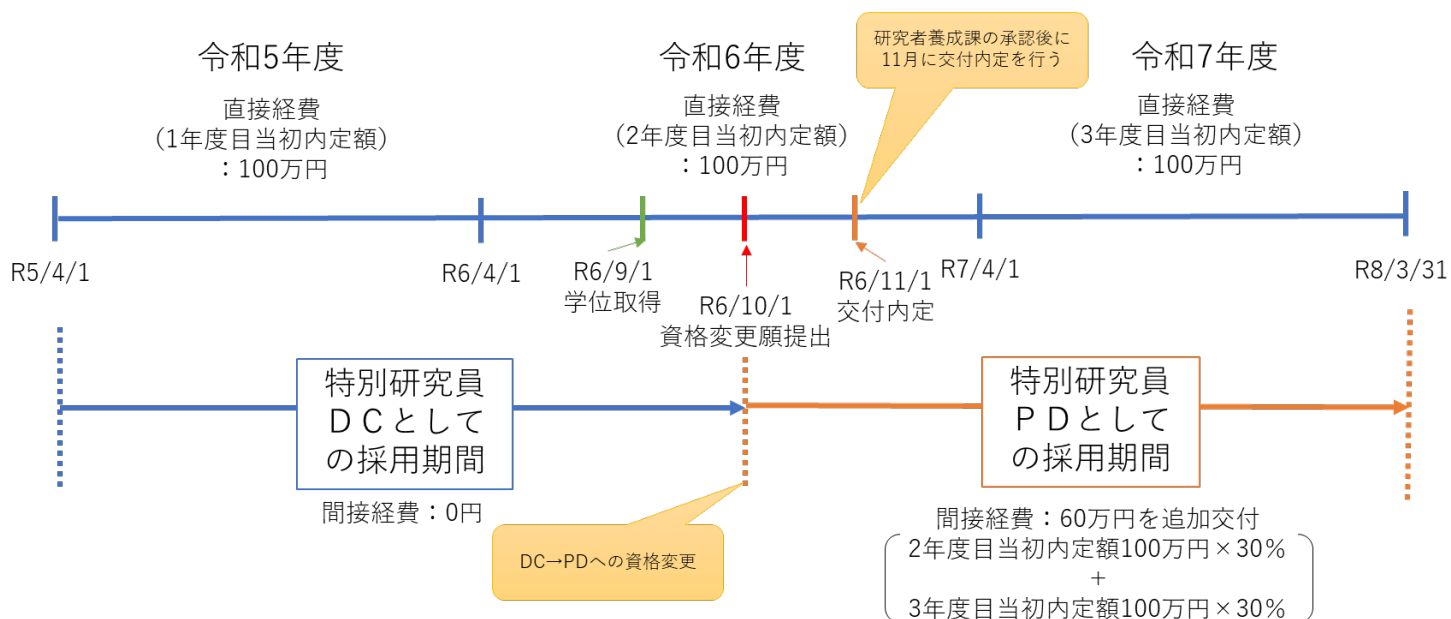 令和5年度
直接経費
(1年度目当初内定額)
：100万円
令和6年度
直接経費
(2年度目当初内定額)
：100万円
研究者養成課の承認後に
11月に交付内定を行う
令和7年度
直接経費
(3年度目当初内定額)
：100万円
R5/4/1
R6/4/1
R6/9/1
学位取得
R6/10/1
資格変更願提出
R6/11/1
交付内定
R7/4/1
R8/3/31
特別研究員
ＤＣとして
の採用期間
間接経費：0円
DC→PDへの資格変更
特別研究員
ＰＤとして
の採用期間
間接経費：60万円を追加交付
2年度目当初内定額100万円×30%
+
3年度目当初内定額100万円×30%